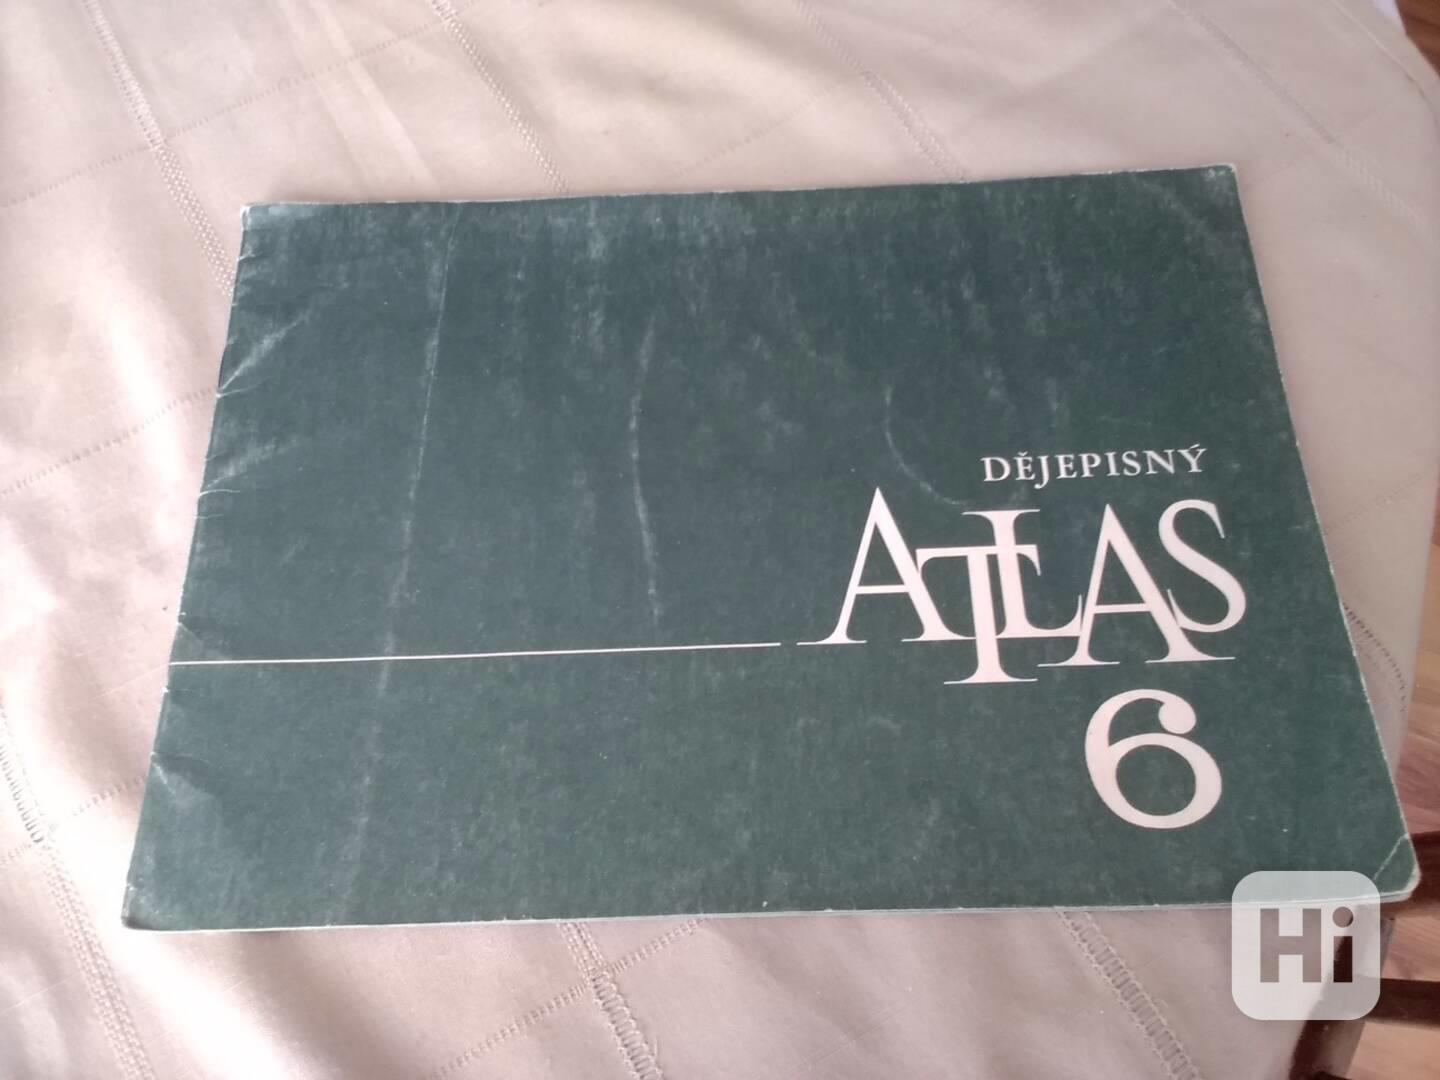 DĚJEPISNÝ
ATLAS
6
Hi